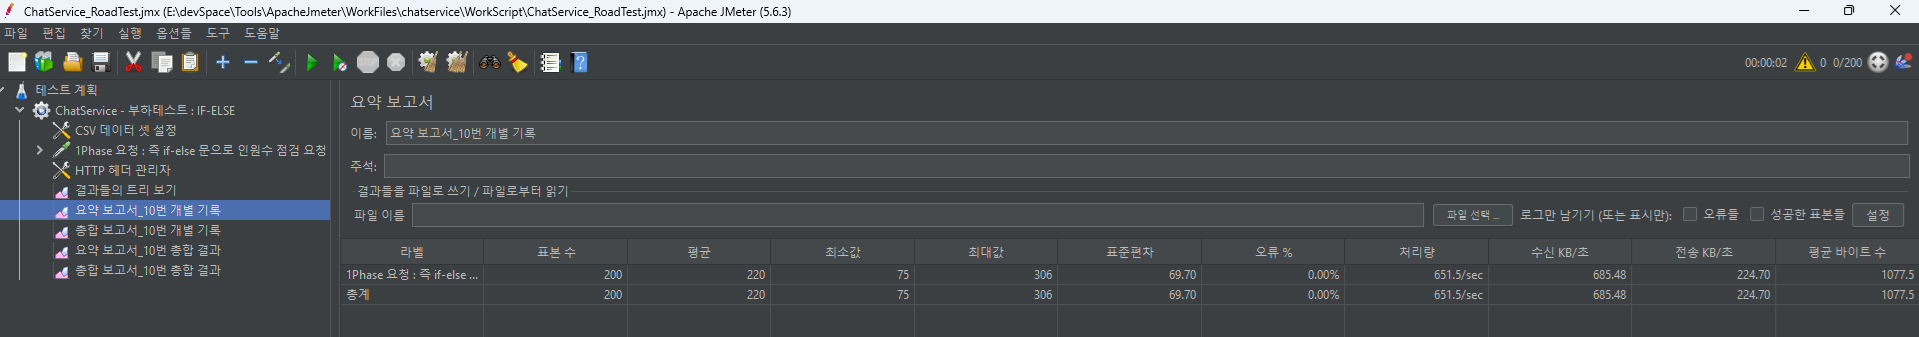 ChatService_RoadTest.jmx (E:\devSpace\Tools\ApacheJmeter\WorkFiles\chatservice\WorkScript\ChatService_RoadTest.jmx) - Apache JMeter (5.6.3)
파일 편집 찾기 실행 옵션들 도구 도움말
STOP
00:00:02 0 0/200
테스트 계획
ChatService - 부하테스트 : IF-ELSE
CSV 데이터 셋 설정
1Phase 요청 : 즉 if-else 문으로 인원수 점검 요청
HTTP 헤더 관리자
결과들의 트리 보기
요약 보고서_10번 개별 기록
총합 보고서_10번 개별 기록
요약 보고서_10번 총합 결과
총합 보고서_10번 총합 결과
요약 보고서
이름: 요약 보고서_10번 개별 기록
주석:
결과들을 파일로 쓰기 / 파일로부터 읽기
파일 이름 파일 선택... 로그만 남기기 (또는 표시만): 오류들 성공한 표본들 설정
라벨 표본 수 평균 최소값 최대값 표준편차 오류 % 처리량 수신 KB/초 전송 KB/초 평균 바이트 수
1Phase 요청 : 즉 if-else ... 200 220 75 306 69.70 0.00% 651.5/sec 685.48 224.70 1077.5
총계 200 220 75 306 69.70 0.00% 651.5/sec 685.48 224.70 1077.5